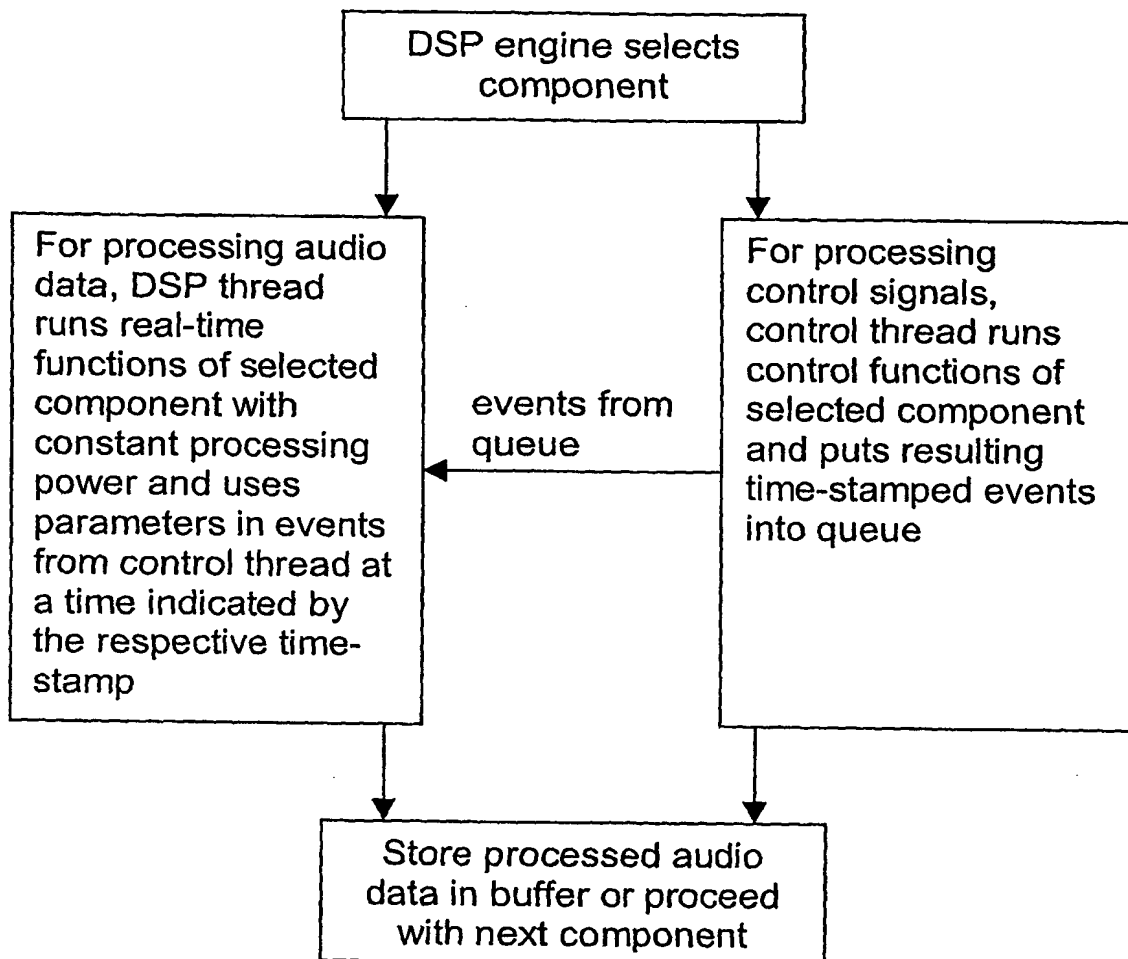 DSP engine selects
component
For processing audio
data, DSP thread
runs real-time
functions of selected
component with
constant processing
power and uses
parameters in events
from control thread at
a time indicated by
the respective time-
stamp
events from
queue
For processing
control signals,
control thread runs
control functions of
selected component
and puts resulting
time-stamped events
into queue
Store processed audio
data in buffer or proceed
with next component